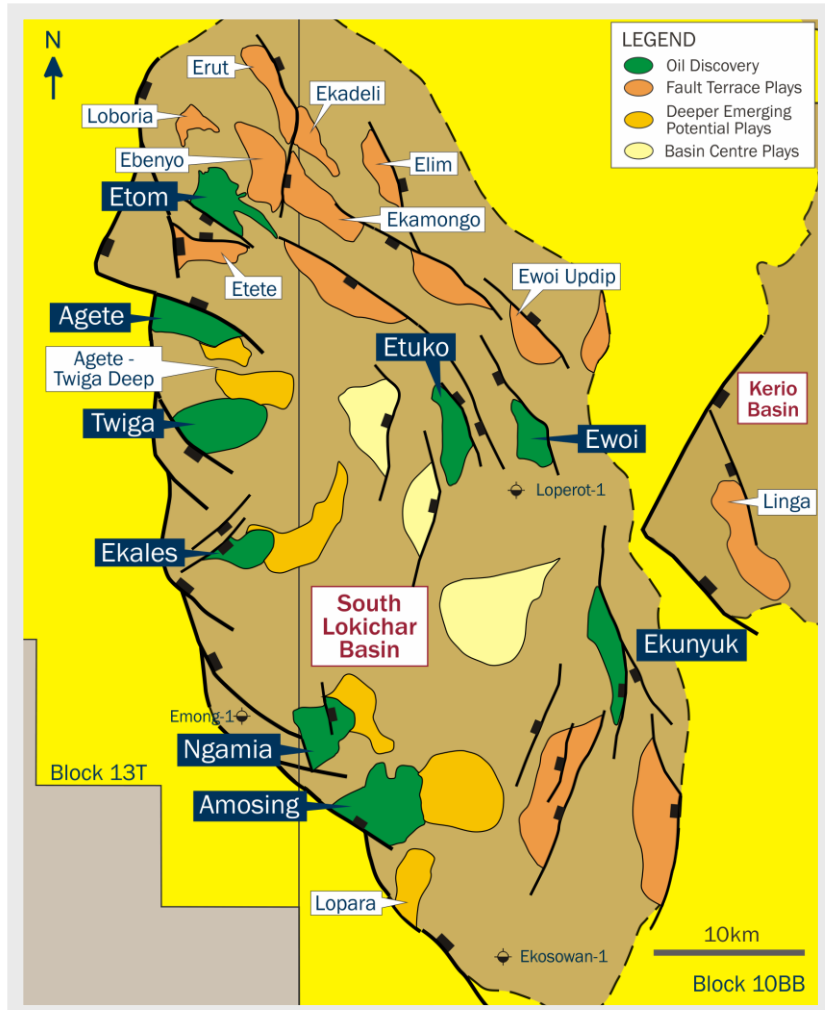 N
LEGEND
Oil Discovery
Fault Terrace Plays
Deeper Emerging
Potential Plays
Basin Centre Plays
Erut
Ekadeli
Loboria
Ebenyo
Elim
Etom
Ekamongo
Etete
Ewoi Updip
Agete
Etuko
Agete -
Twiga Deep
Kerio
Basin
Twiga
Ewoi
Loperot-1
Linga
Ekales
South
Lokichar
Basin
Ekunyuk
Emong-1
Ngamia
Block 13T
Amosing
Lopara
10km
Ekosowan-1
Block 10BB